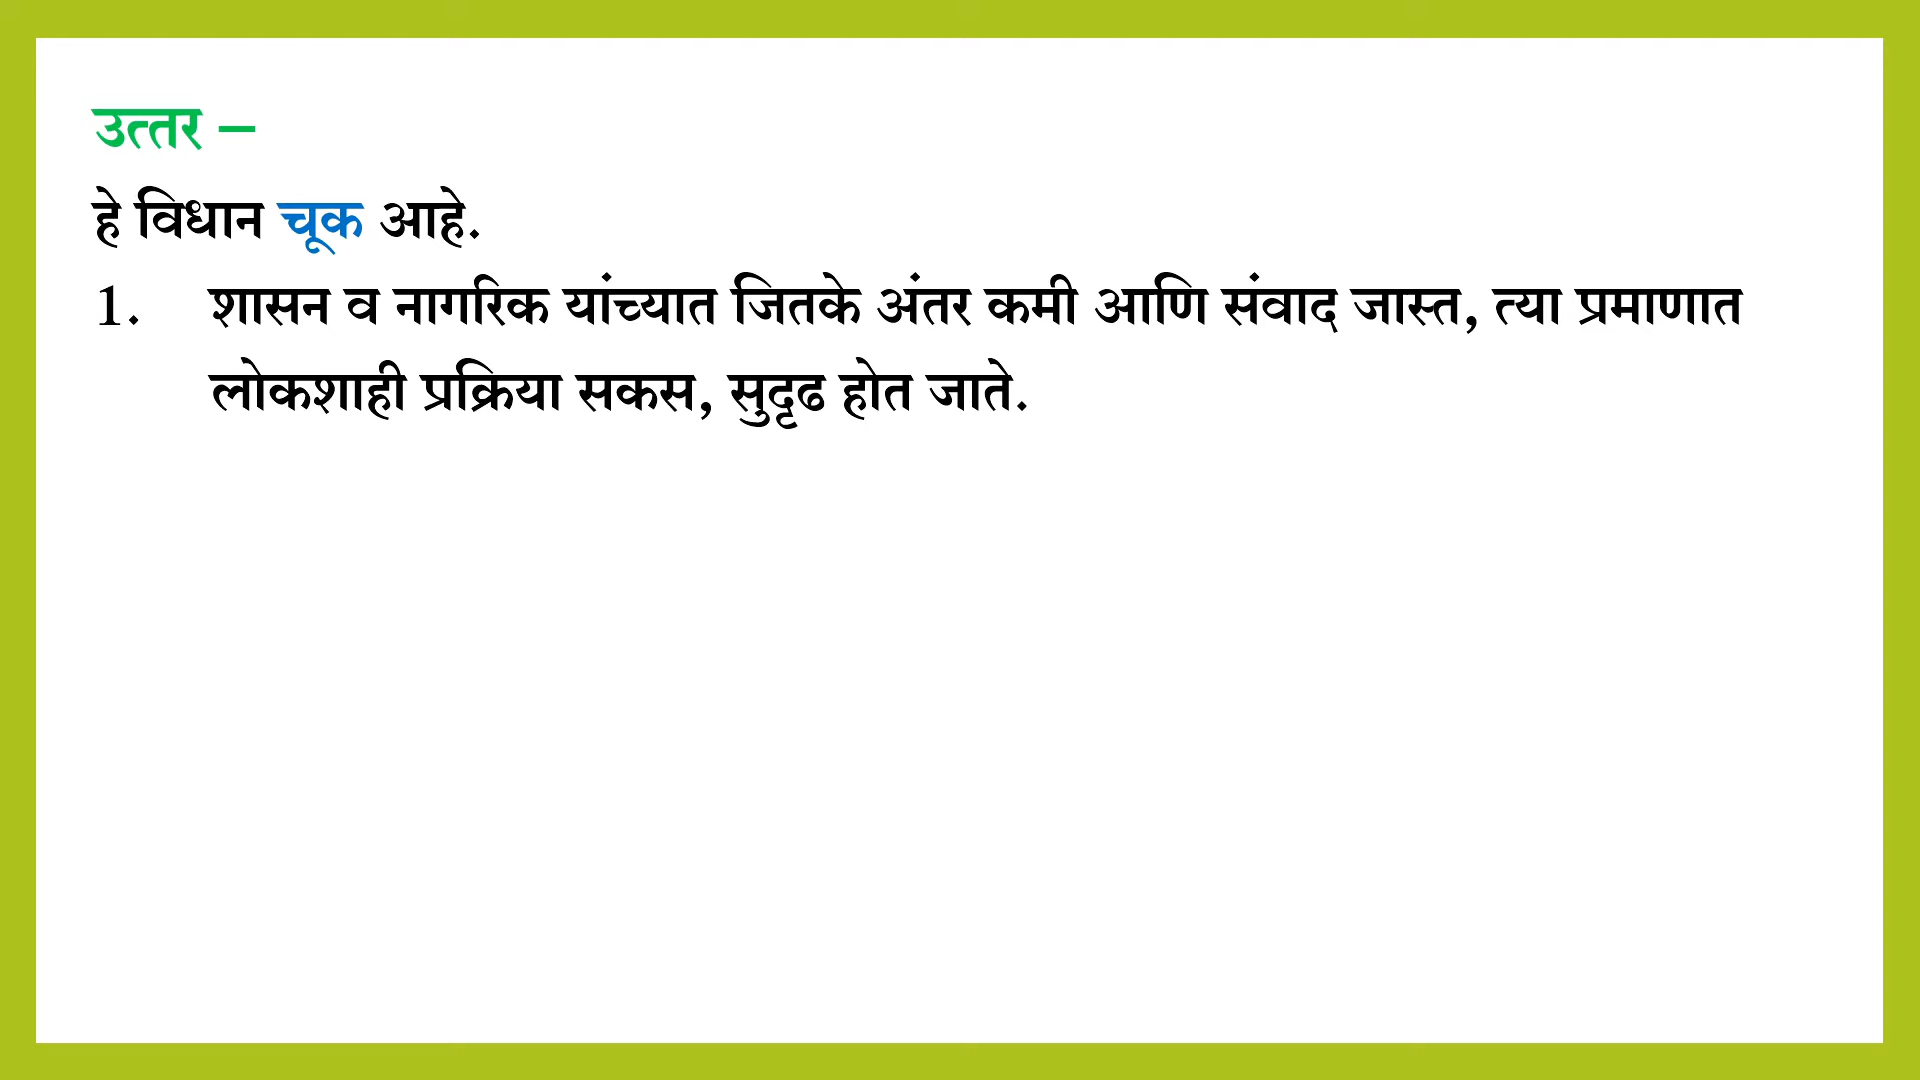 उत्तर –
हे विधान चूक आहे.
1. शासन व नागरिक यांच्यात जितके अंतर कमी आणि संवाद जास्त, त्या प्रमाणात
लोकशाही प्रक्रिया सकस, सुदृढ होत जाते.